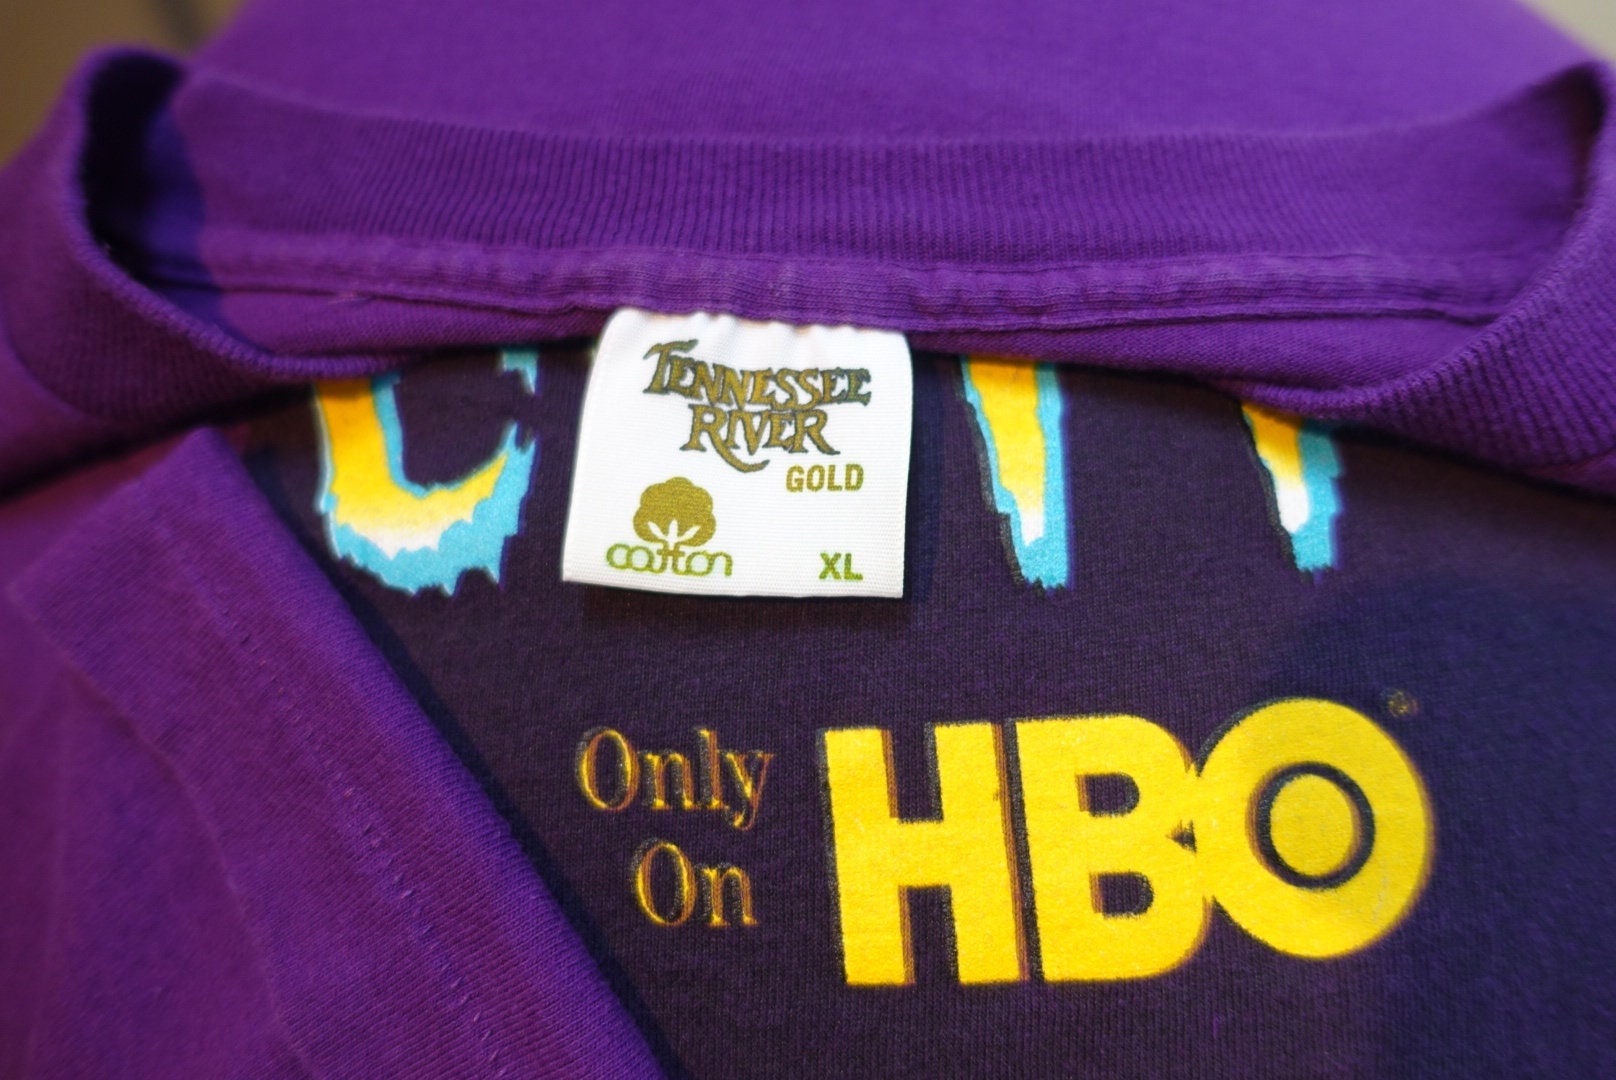 TENNESSEE
RIVER
GOLD
cotton
XL
Only
On
HBO®